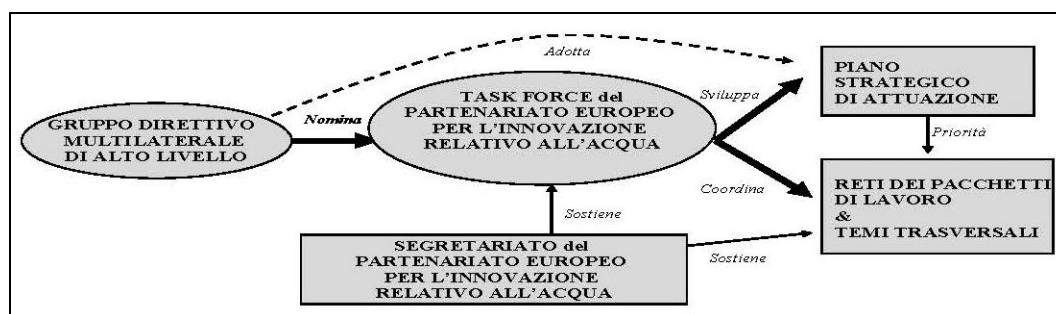 Adotta
GRUPPO DIRETTIVO
MULTILATERALE
DI ALTO LIVELLO
Nomina
TASK FORCE del
PARTENARIATO EUROPEO
PER L'INNOVAZIONE
RELATIVO ALL'ACQUA
Sviluppa
PIANO
STRATEGICO
DI ATTUAZIONE
Priorità
Coordina
RETI DEI PACCHETTI
DI LAVORO
&
TEMI TRASVERSALI
Sostiene
SEGRETARIATO del
PARTENARIATO EUROPEO
PER L'INNOVAZIONE
RELATIVO ALL'ACQUA
Sostiene